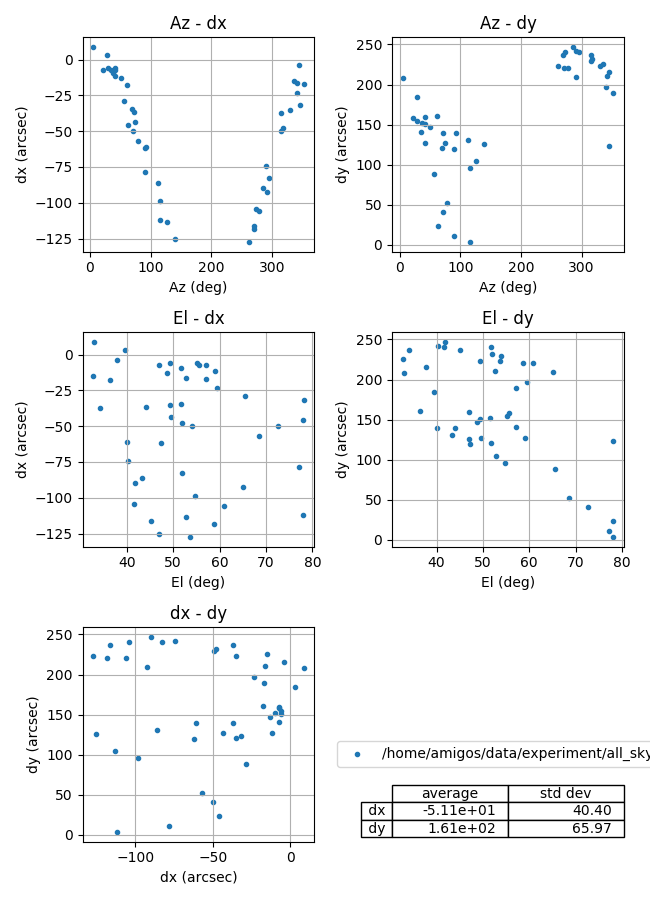 Az - dx
0
−25
−50
−75
−100
−125
dx (arcsec)
0 100 200 300
Az (deg)
Az - dy
250
200
150
100
50
0
dy (arcsec)
0 100 200 300
Az (deg)
El - dx
0
−25
−50
−75
−100
−125
dx (arcsec)
40 50 60 70 80
El (deg)
El - dy
250
200
150
100
50
0
dy (arcsec)
40 50 60 70 80
El (deg)
dx - dy
250
200
150
100
50
0
dy (arcsec)
−100 −50 0
dx (arcsec)
/home/amigos/data/experiment/all_sky
average std dev
dx -5.11e+01 40.40
dy 1.61e+02 65.97